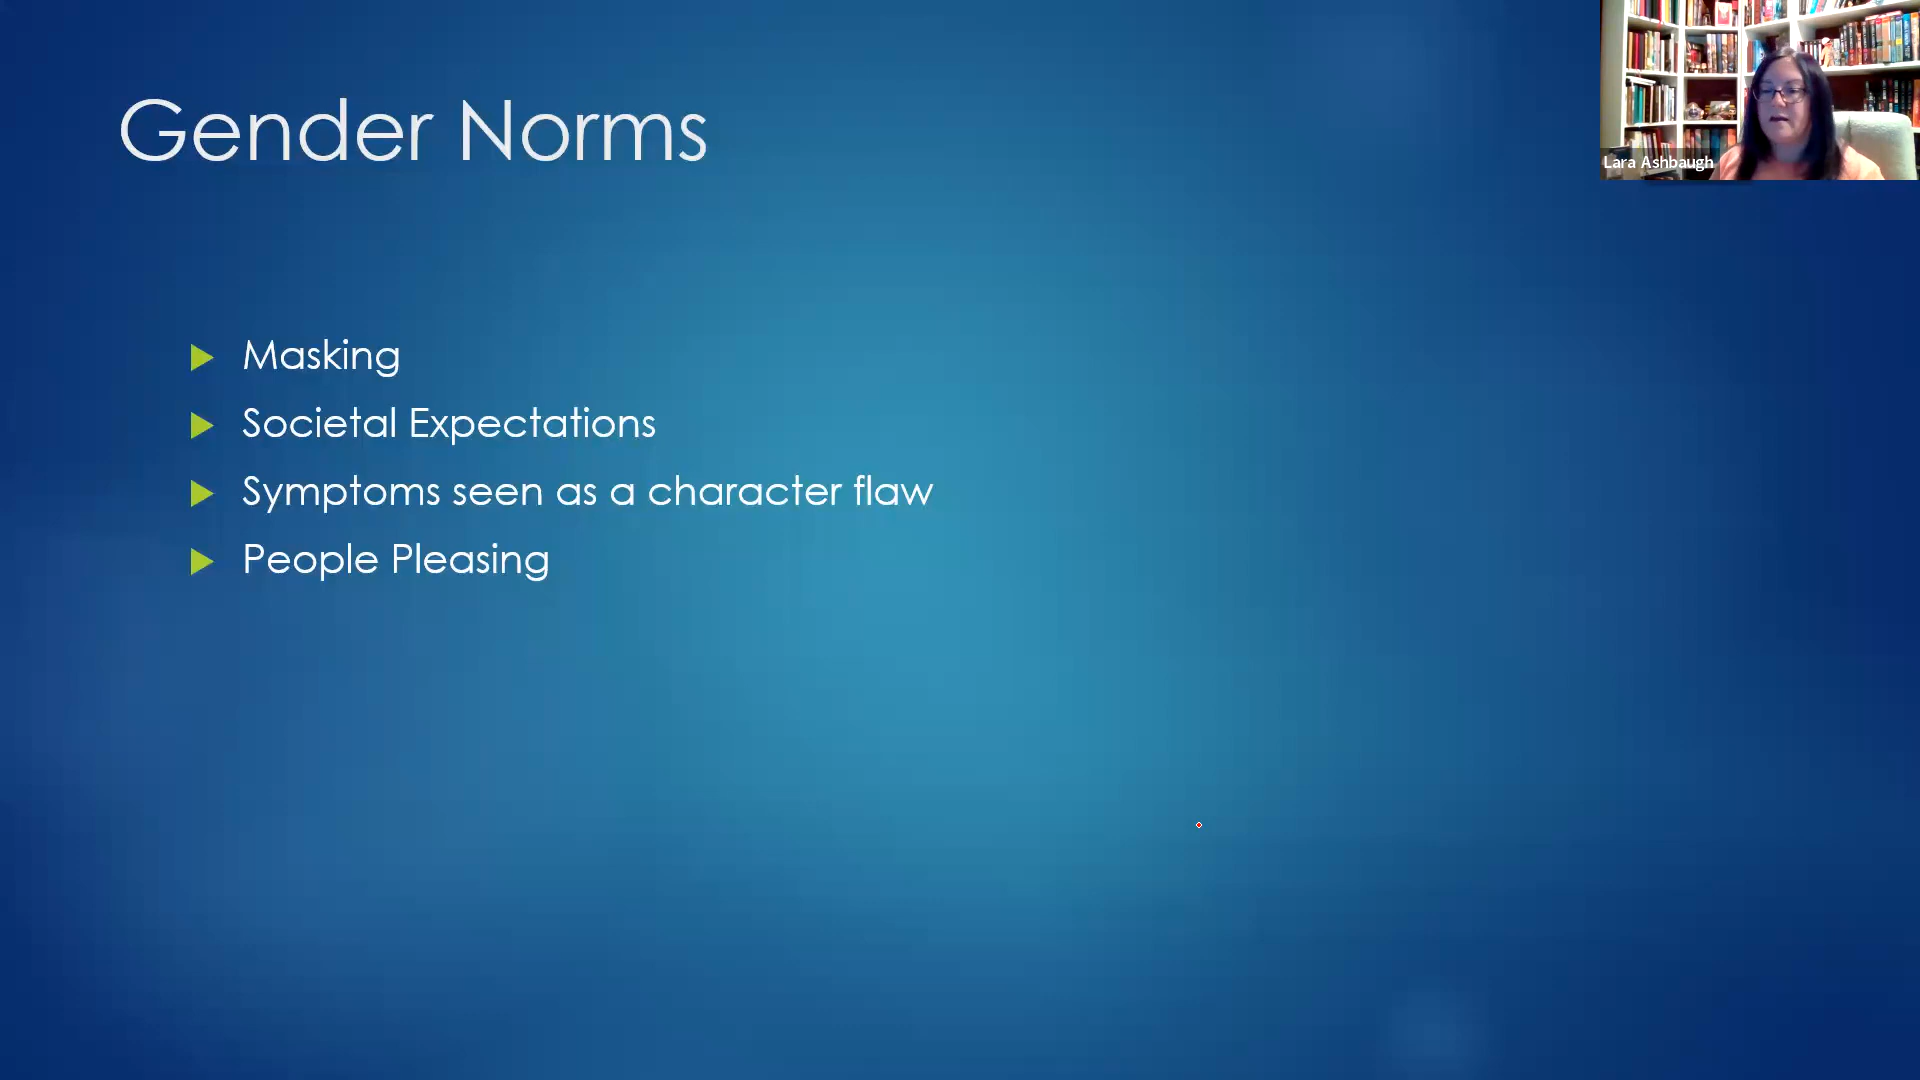 Gender Norms
Lara Ashbaugh
Masking
Societal Expectations
Symptoms seen as a character flaw
People Pleasing